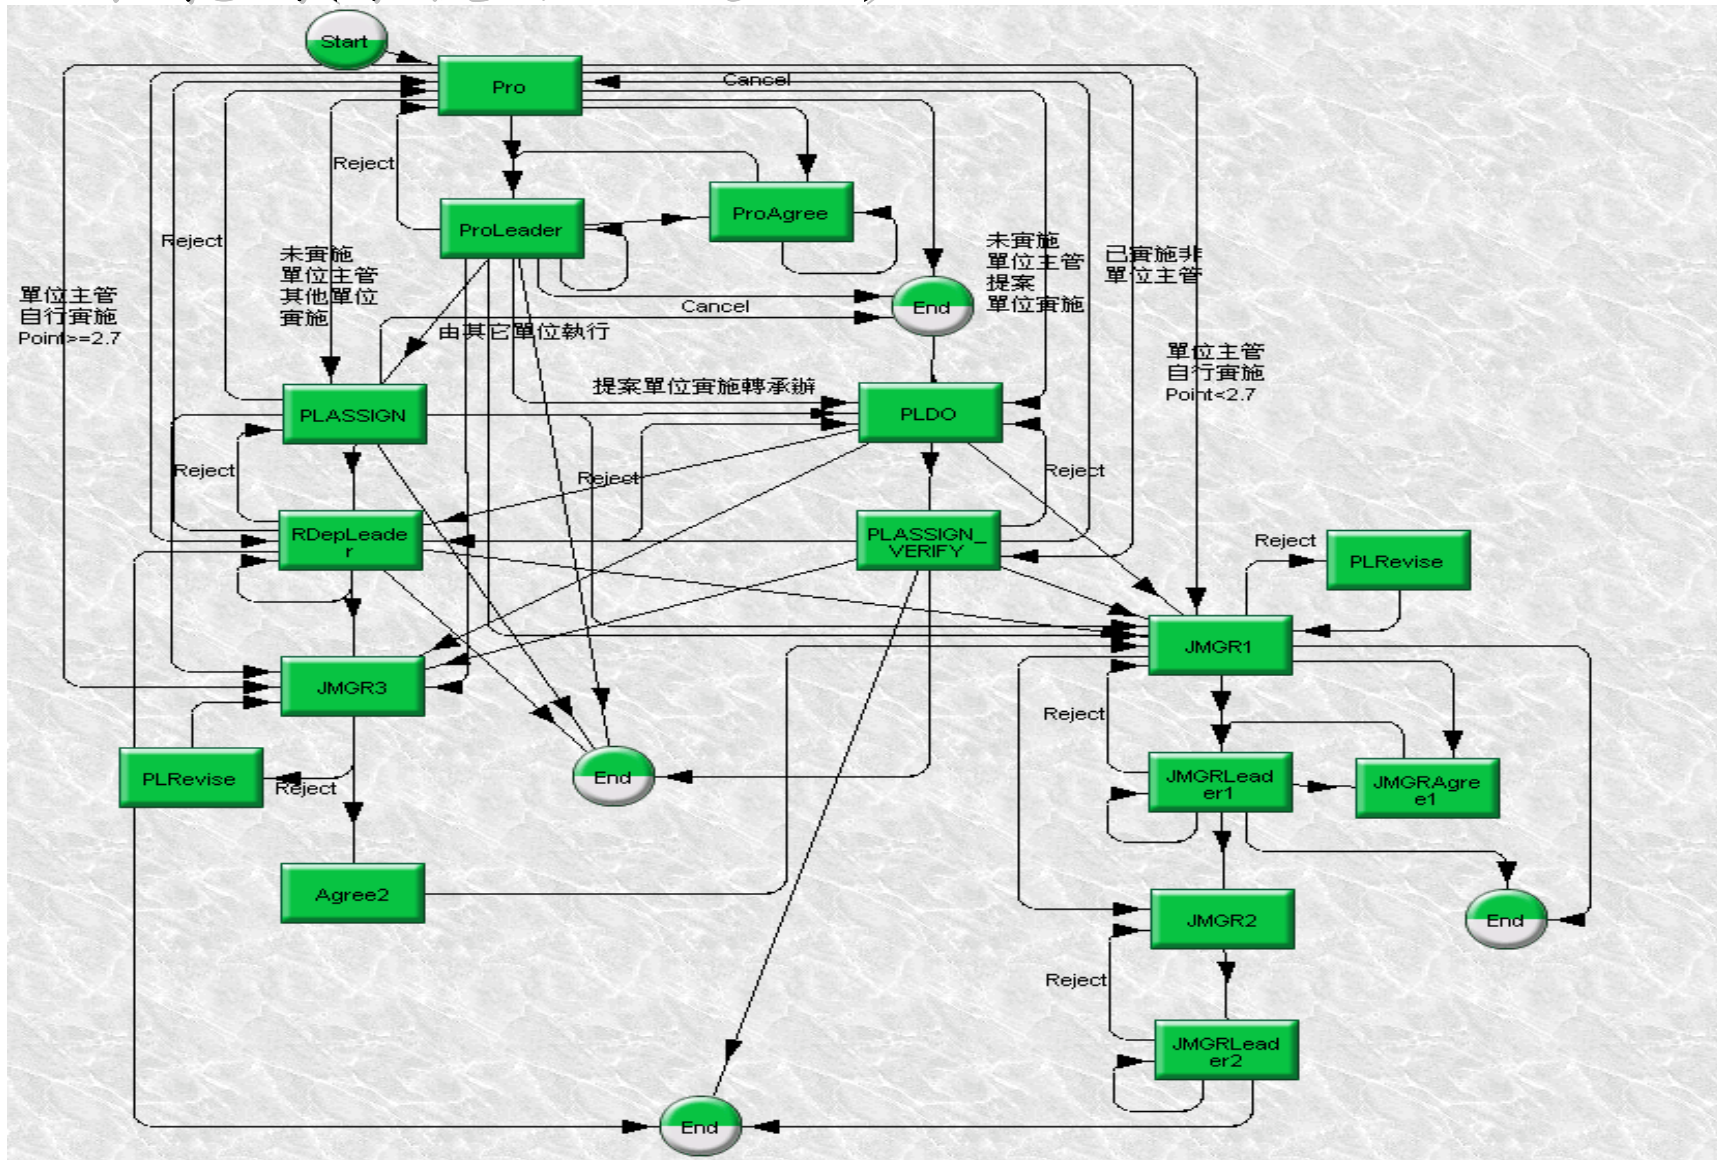 Start
Pro
Cancel
Reject
ProAgree
ProLeader
Reject
未實施
單位主管
其他單位
實施
未實施
單位主管
提案
單位實施
已實施非
單位主管
單位主管
自行實施
Point>=2.7
End
Cancel
由其它單位執行
單位主管
自行實施
Point<2.7
提案單位實施轉承辦
PLASSIGN
PLDO
Reject
Reject
Reject
RDepLeade
r
PLASSIGN_
VERIFY
Reject
PLRevise
JMGR1
JMGR3
Reject
PLRevise
Reject
End
JMGRLead
er1
JMGRAgre
e1
Agree2
JMGR2
End
Reject
JMGRLead
er2
End